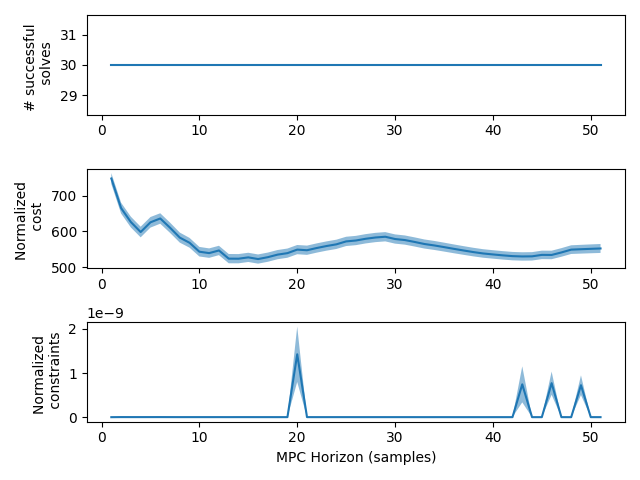 # successful
solves
31
30
29
0 10 20 30 40 50
Normalized
cost
700
600
500
0 10 20 30 40 50
1e−9
Normalized
constraints
2
1
0
0 10 20 30 40 50
MPC Horizon (samples)